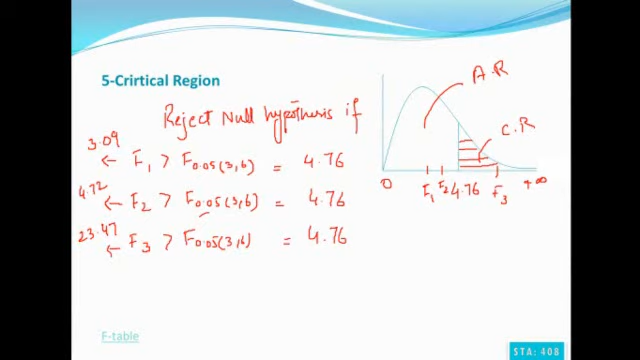 5-Crirtical Region
Reject Null hypothesis if
3.09 ← F1 > F0.05(3,6) = 4.76
4.72 ← F2 > F0.05(3,6) = 4.76
23.47 ← F3 > F0.05(3,6) = 4.76
A.R
C.R
0 F1 F2 4.76 F3 +∞
F-table
STA: 408